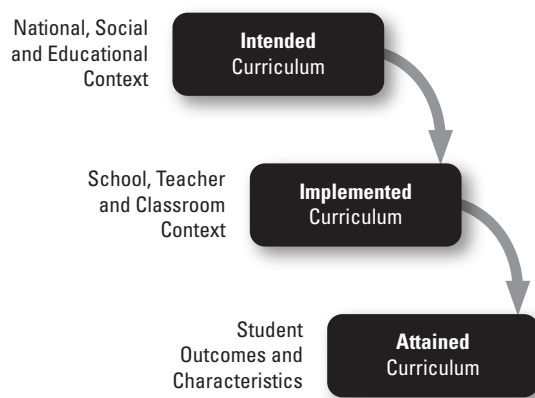 National, Social
and Educational
Context
Intended
Curriculum
School, Teacher
and Classroom
Context
Implemented
Curriculum
Student
Outcomes and
Characteristics
Attained
Curriculum